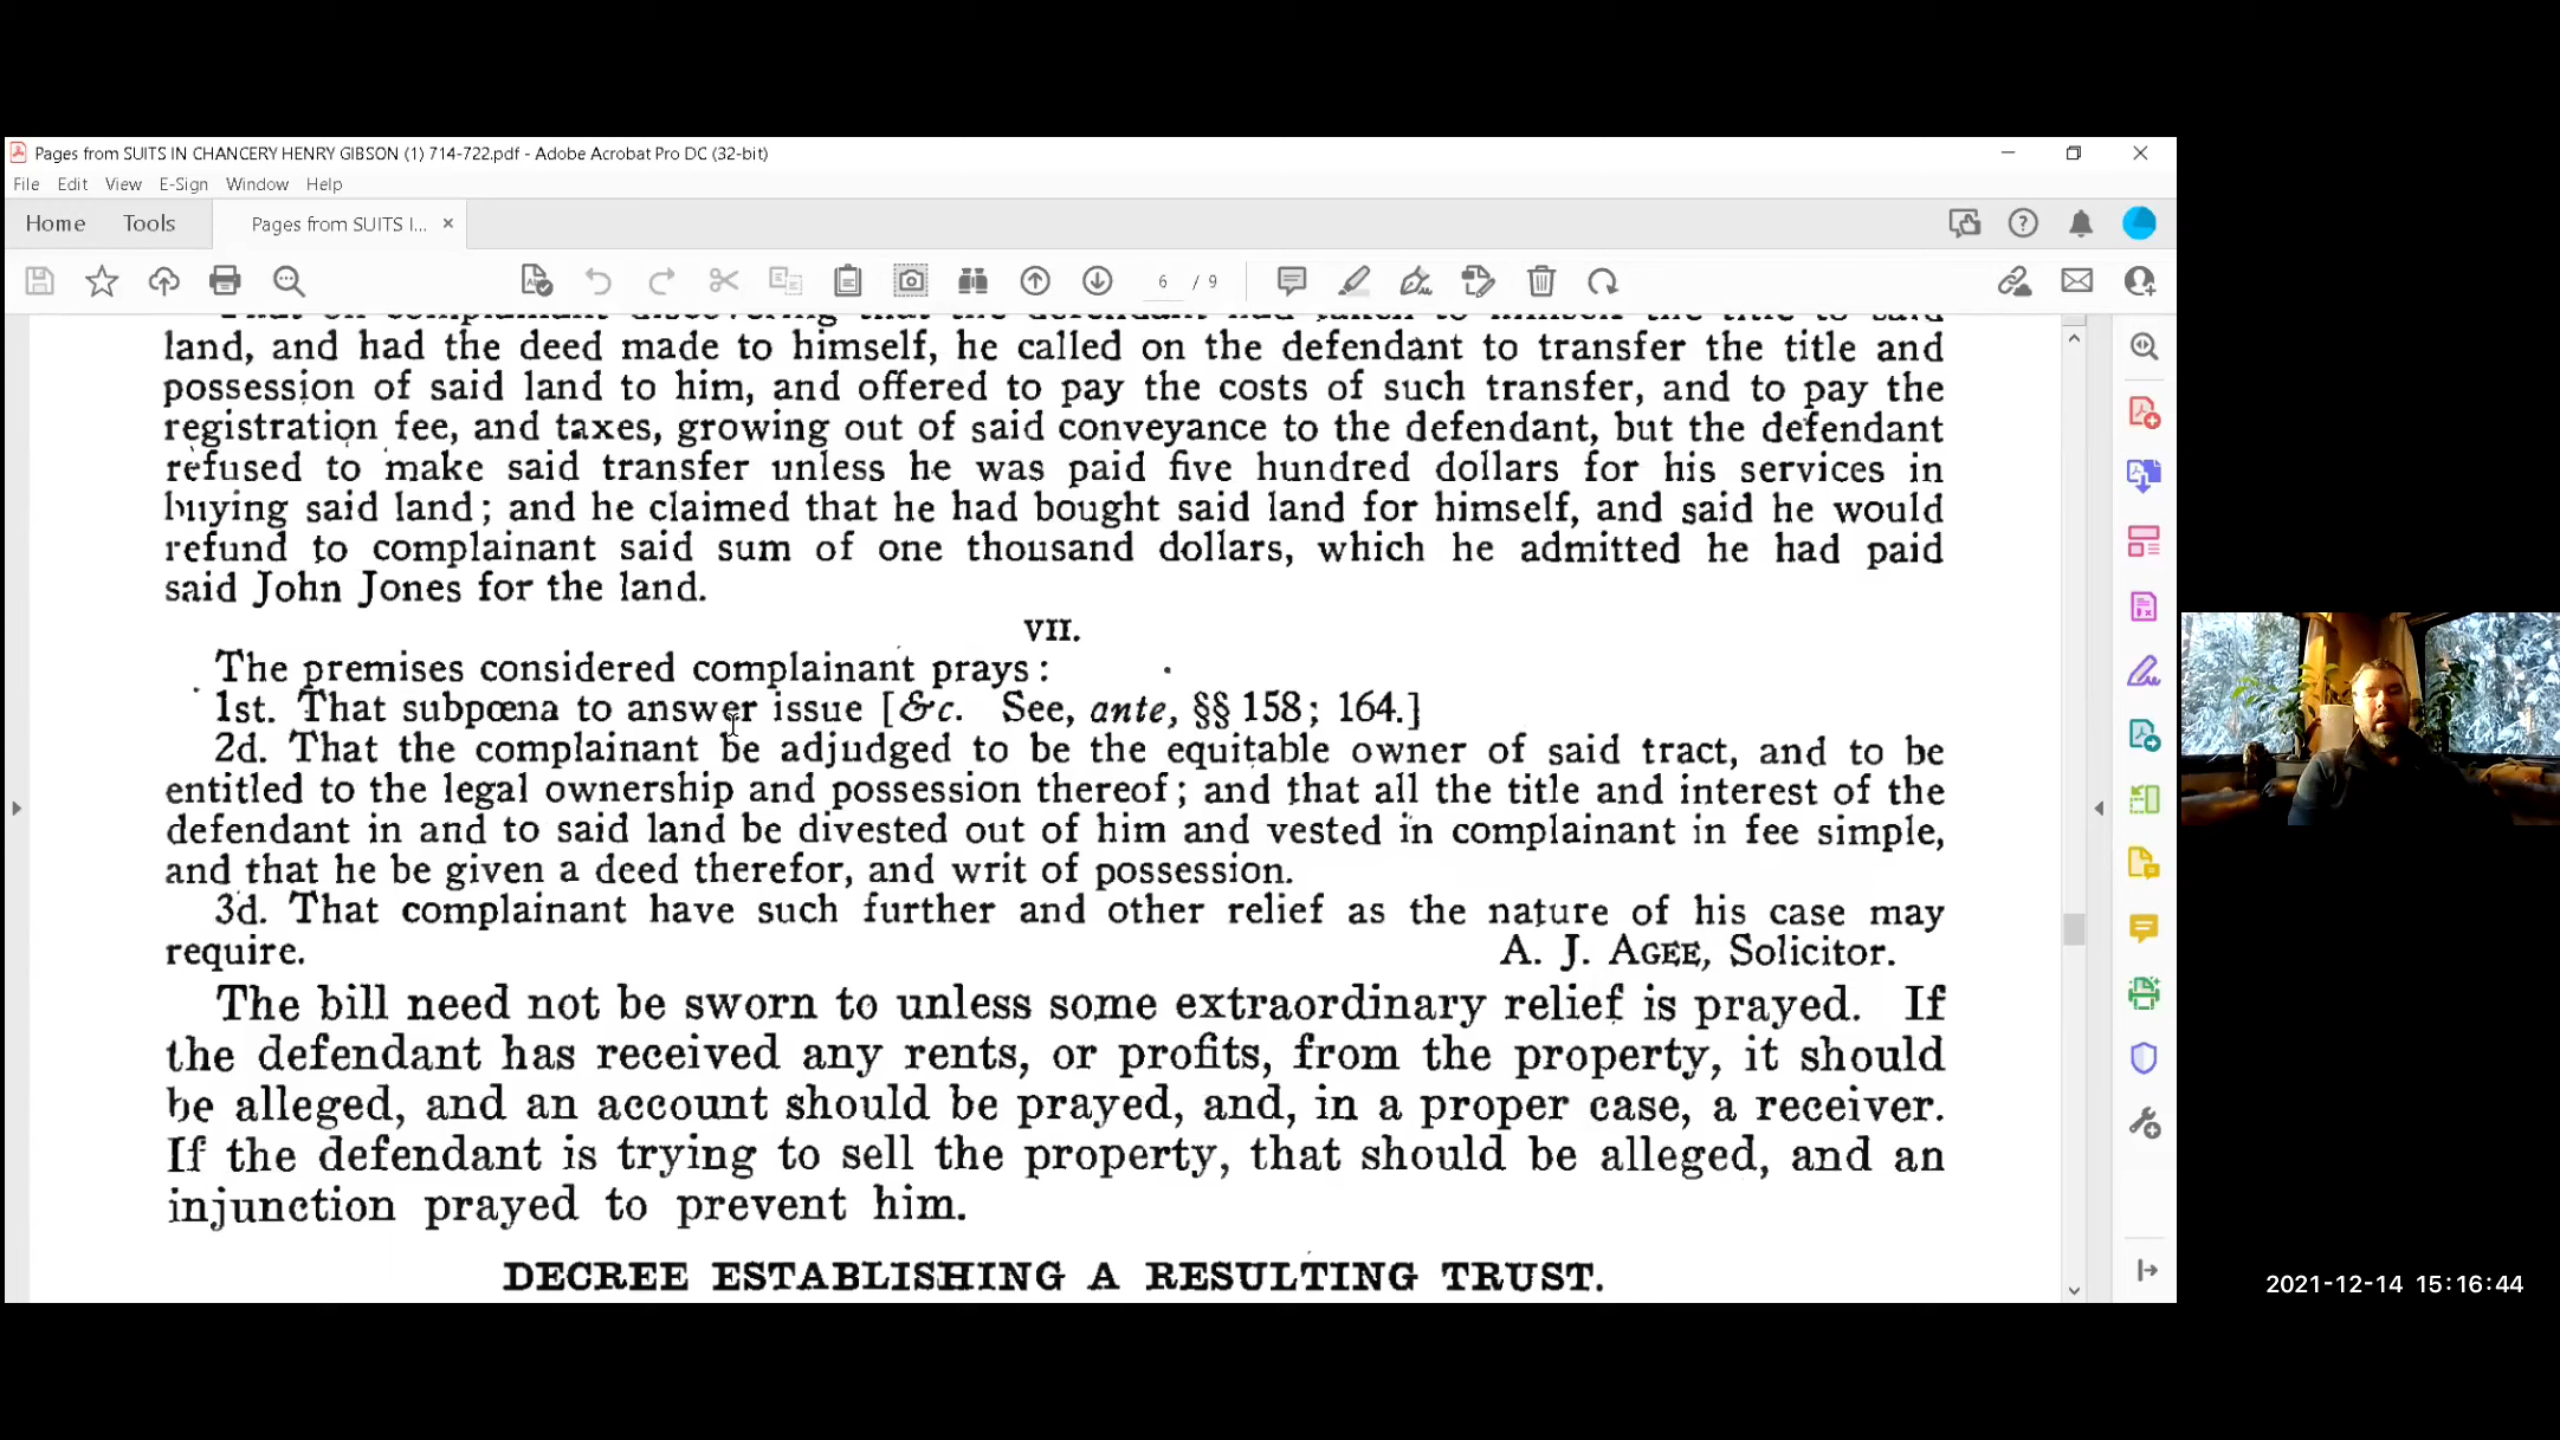 Pages from SUITS IN CHANCERY HENRY GIBSON (1) 714-722.pdf - Adobe Acrobat Pro DC (32-bit)
File Edit View E-Sign Window Help
Home Tools Pages from SUITS I... ×
6 / 9
land, and had the deed made to himself, he called on the defendant to transfer the title and
possession of said land to him, and offered to pay the costs of such transfer, and to pay the
registration fee, and taxes, growing out of said conveyance to the defendant, but the defendant
refused to make said transfer unless he was paid five hundred dollars for his services in
buying said land; and he claimed that he had bought said land for himself, and said he would
refund to complainant said sum of one thousand dollars, which he admitted he had paid
said John Jones for the land.
VII.
The premises considered complainant prays:
1st. That subpœna to answer issue [&c. See, ante, §§ 158; 164.]
2d. That the complainant be adjudged to be the equitable owner of said tract, and to be
entitled to the legal ownership and possession thereof; and that all the title and interest of the
defendant in and to said land be divested out of him and vested in complainant in fee simple,
and that he be given a deed therefor, and writ of possession.
3d. That complainant have such further and other relief as the nature of his case may
require. A. J. AGEE, Solicitor.
The bill need not be sworn to unless some extraordinary relief is prayed. If
the defendant has received any rents, or profits, from the property, it should
be alleged, and an account should be prayed, and, in a proper case, a receiver.
If the defendant is trying to sell the property, that should be alleged, and an
injunction prayed to prevent him.
DECREE ESTABLISHING A RESULTING TRUST.
2021-12-14 15:16:44